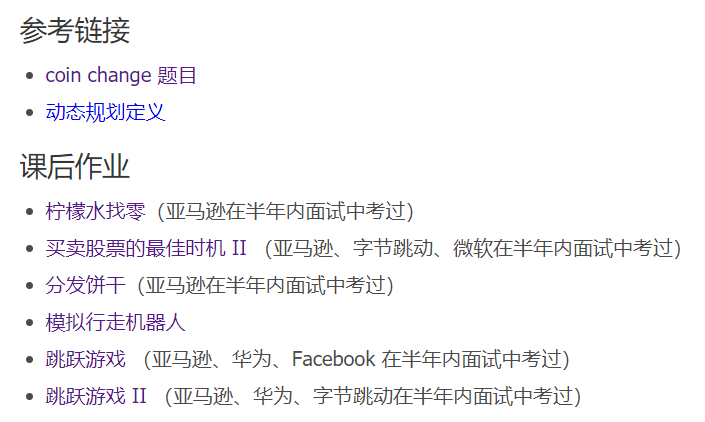 参考链接
coin change 题目
动态规划定义
课后作业
柠檬水找零（亚马逊在半年内面试中考过）
买卖股票的最佳时机 II （亚马逊、字节跳动、微软在半年内面试中考过）
分发饼干（亚马逊在半年内面试中考过）
模拟行走机器人
跳跃游戏 （亚马逊、华为、Facebook 在半年内面试中考过）
跳跃游戏 II （亚马逊、华为、字节跳动在半年内面试中考过）